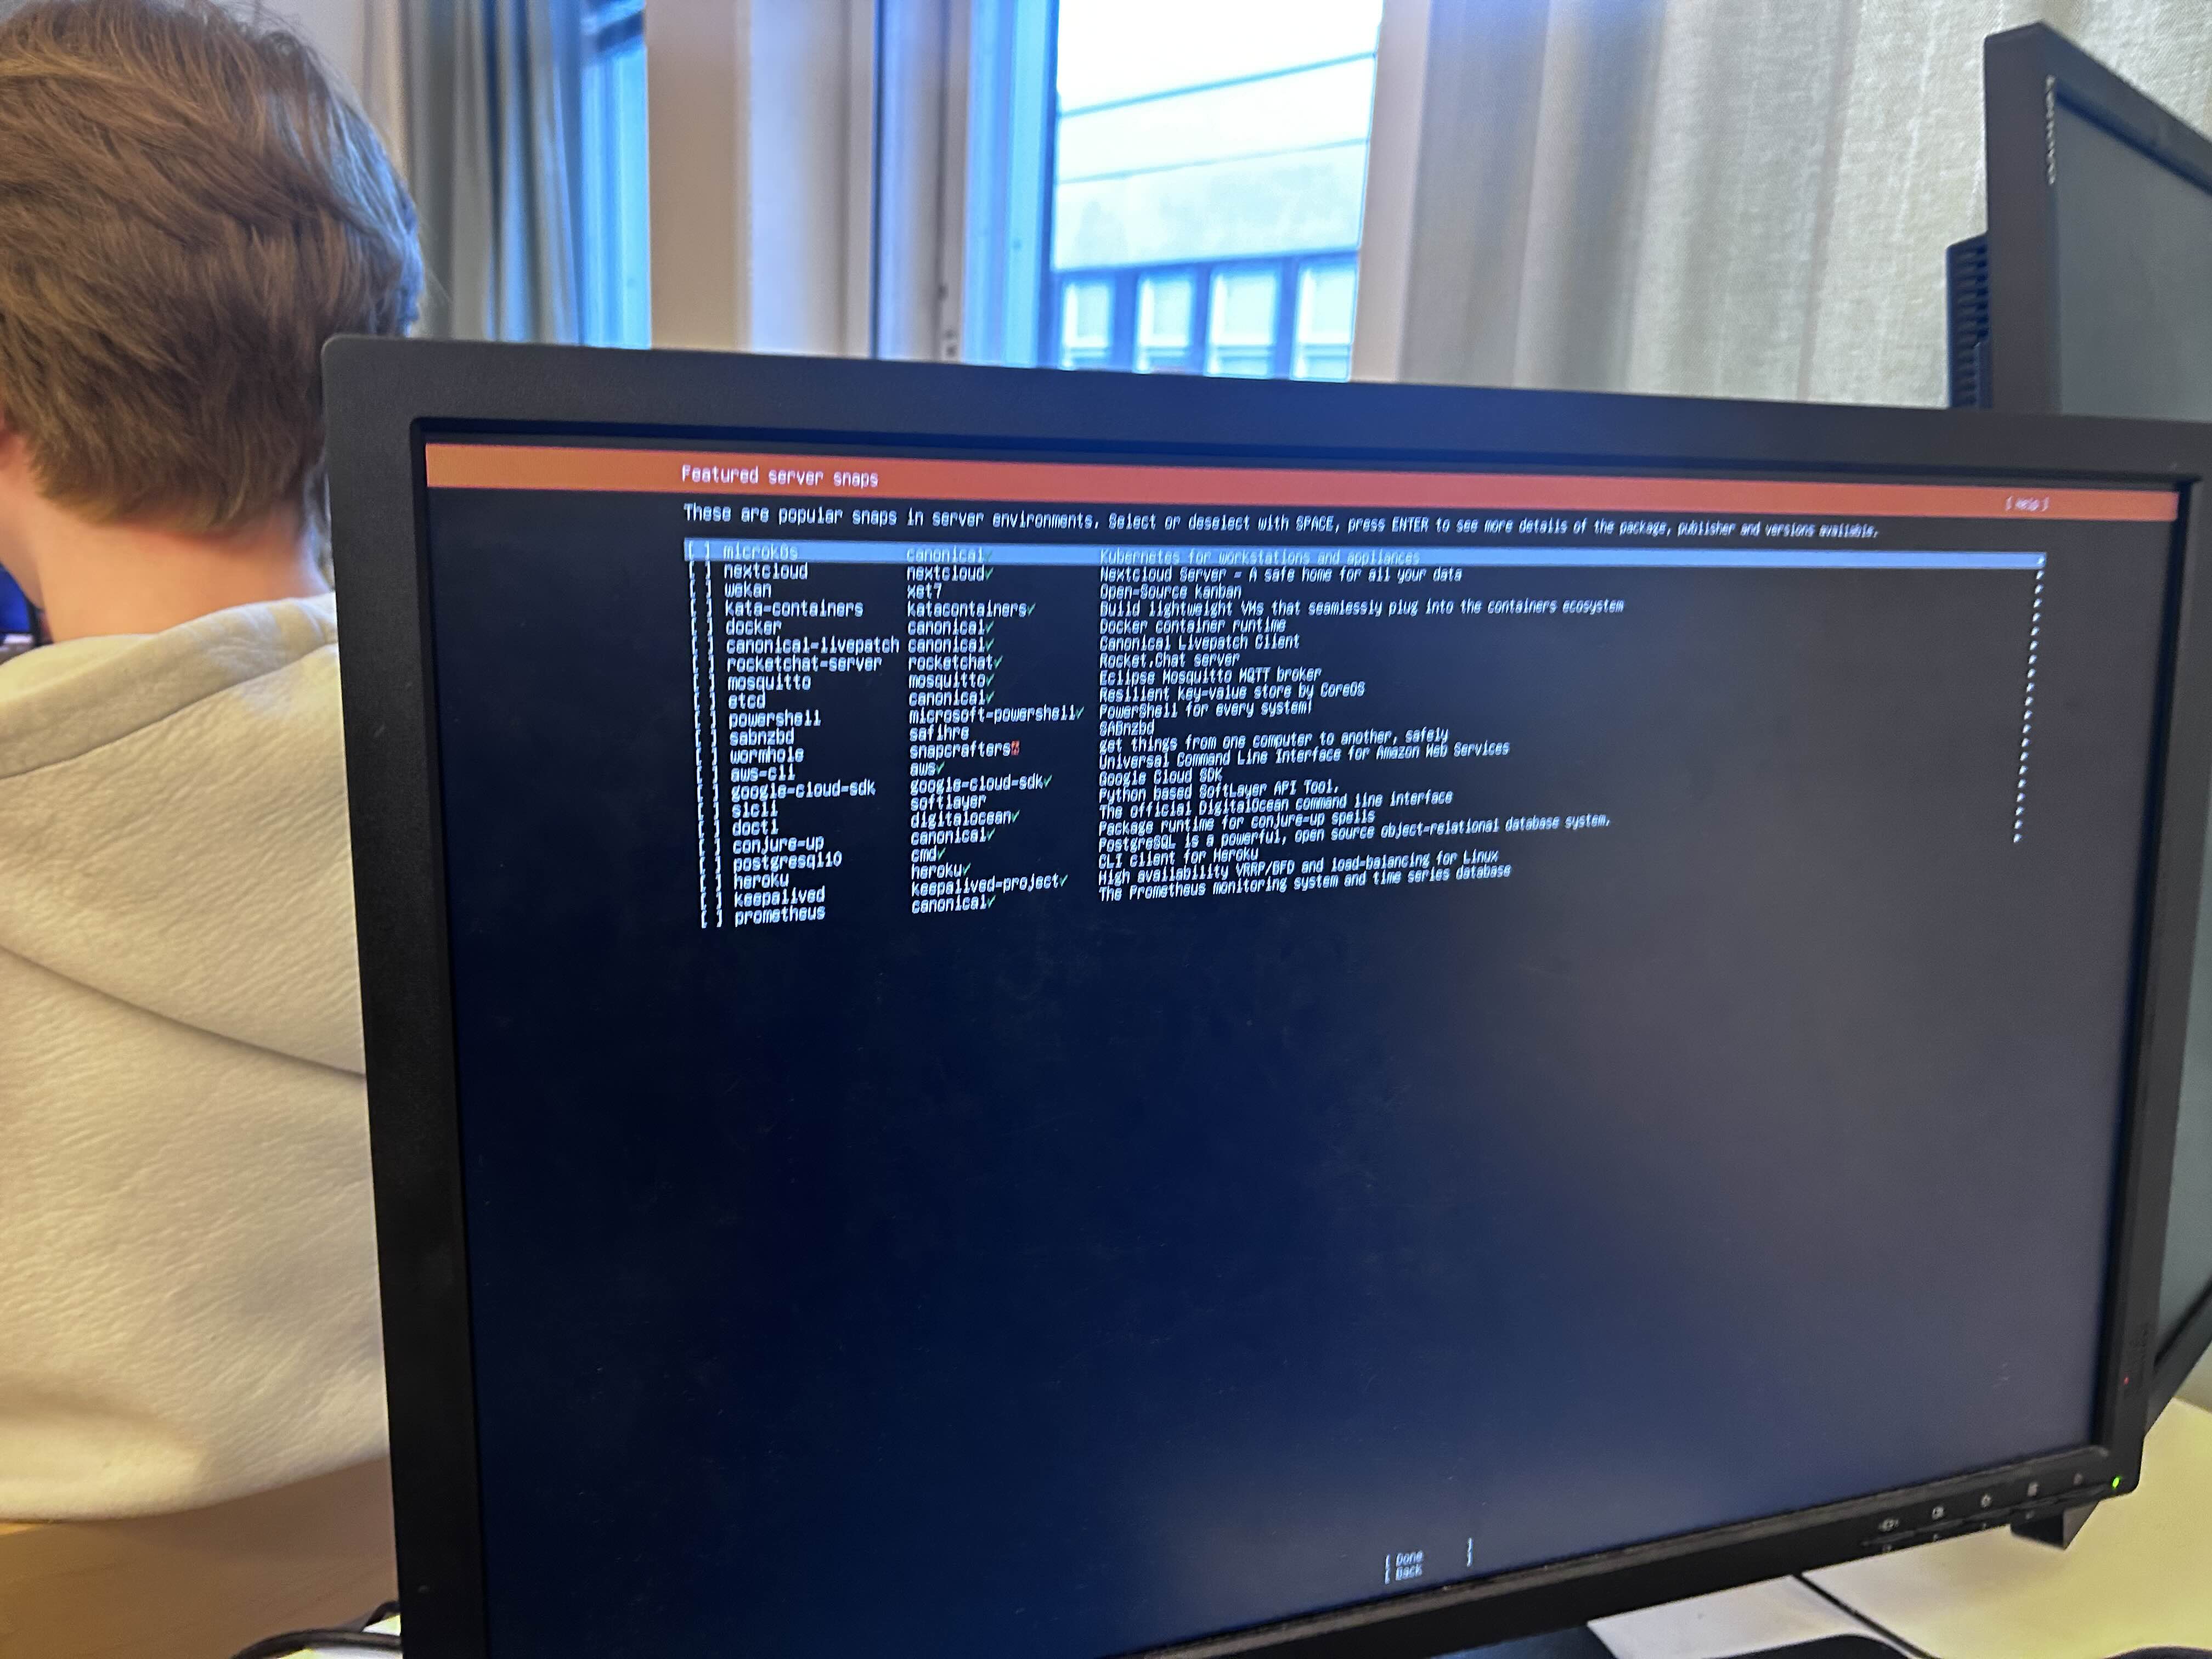 Featured server snaps
[ Help ]
These are popular snaps in server environments. Select or deselect with SPACE, press ENTER to see more details of the package, publisher and versions available.
[ ] microk8s canonical✓ Kubernetes for workstations and appliances
[ ] nextcloud nextcloud✓ Nextcloud Server - A safe home for all your data
[ ] wekan xet7 Open-Source kanban
[ ] kata-containers katacontainers✓ Build lightweight VMs that seamlessly plug into the containers ecosystem
[ ] docker canonical✓ Docker container runtime
[ ] canonical-livepatch canonical✓ Canonical Livepatch Client
[ ] rocketchat-server rocketchat✓ Rocket.Chat server
[ ] mosquitto mosquitto✓ Eclipse Mosquitto MQTT broker
[ ] etcd canonical✓ Resilient key-value store by CoreOS
[ ] powershell microsoft-powershell✓ PowerShell for every system!
[ ] sabnzbd safihre SABnzbd
[ ] wormhole snapcrafters get things from one computer to another, safely
[ ] aws-cli aws✓ Universal Command Line Interface for Amazon Web Services
[ ] google-cloud-sdk google-cloud-sdk✓ Google Cloud SDK
[ ] slcli softlayer Python based SoftLayer API Tool.
[ ] doctl digitalocean✓ The official DigitalOcean command line interface
[ ] conjure-up canonical✓ Package runtime for conjure-up spells
[ ] postgresql10 cmd✓ PostgreSQL is a powerful, open source object-relational database system.
[ ] heroku heroku✓ CLI client for Heroku
[ ] keepalived keepalived-project✓ High availability VRRP/BFD and load-balancing for Linux
[ ] prometheus canonical✓ The Prometheus monitoring system and time series database
[ Done ]
[ Back ]